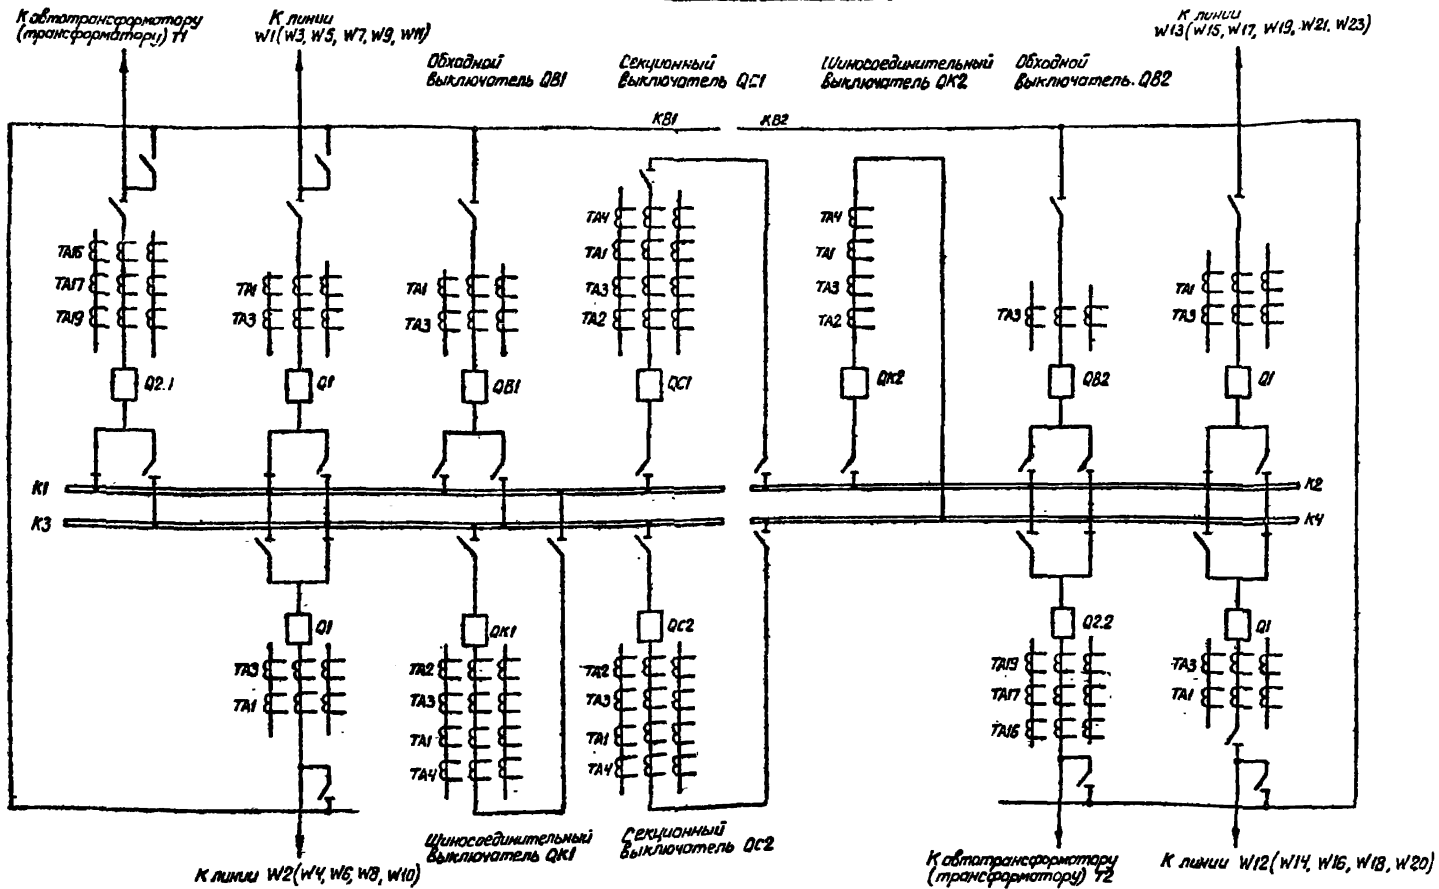 К автотрансформатору
(трансформатору) Т1
К линии
W1(W3, W5, W7, W9, W11)
Обходной
выключатель QB1
Секционный
выключатель QC1
Шиносоединительный
выключатель QK2
Обходной
выключатель. QB2
К линии
W13(W15, W17, W19, W21, W23)
KB1
KB2
TA16
TA17
TA19
TA1
TA3
TA1
TA3
TA4
TA1
TA3
TA2
TA4
TA1
TA3
TA2
TA3
TA1
TA3
Q2.1
Q1
QB1
QC1
QK2
QB2
Q1
K1
K2
K3
K4
Q1
QK1
QC2
Q2.2
Q1
TA3
TA1
TA2
TA3
TA1
TA4
TA2
TA3
TA1
TA4
TA19
TA17
TA16
TA3
TA1
Шиносоединительный
выключатель QK1
Секционный
выключатель QC2
К линии W2(W4, W6, W8, W10)
К автотрансформатору
(трансформатору) Т2
К линии W12(W14, W16, W18, W20)